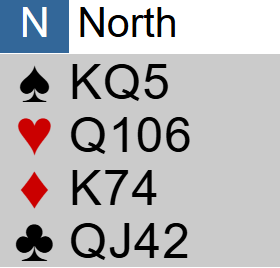 N North
♠ KQ5
♥ Q106
♦ K74
♣ QJ42